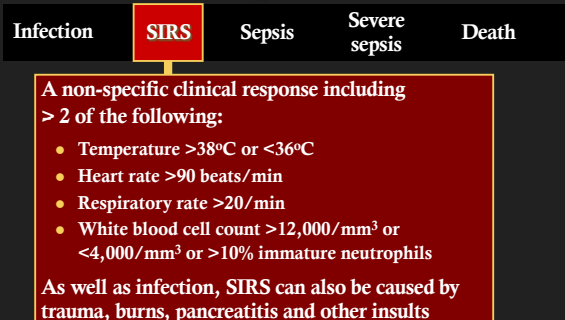 Infection SIRS Sepsis Severe sepsis Death
A non-specific clinical response including
> 2 of the following:
• Temperature >38ºC or <36ºC
• Heart rate >90 beats/min
• Respiratory rate >20/min
• White blood cell count >12,000/mm³ or
<4,000/mm³ or >10% immature neutrophils
As well as infection, SIRS can also be caused by
trauma, burns, pancreatitis and other insults